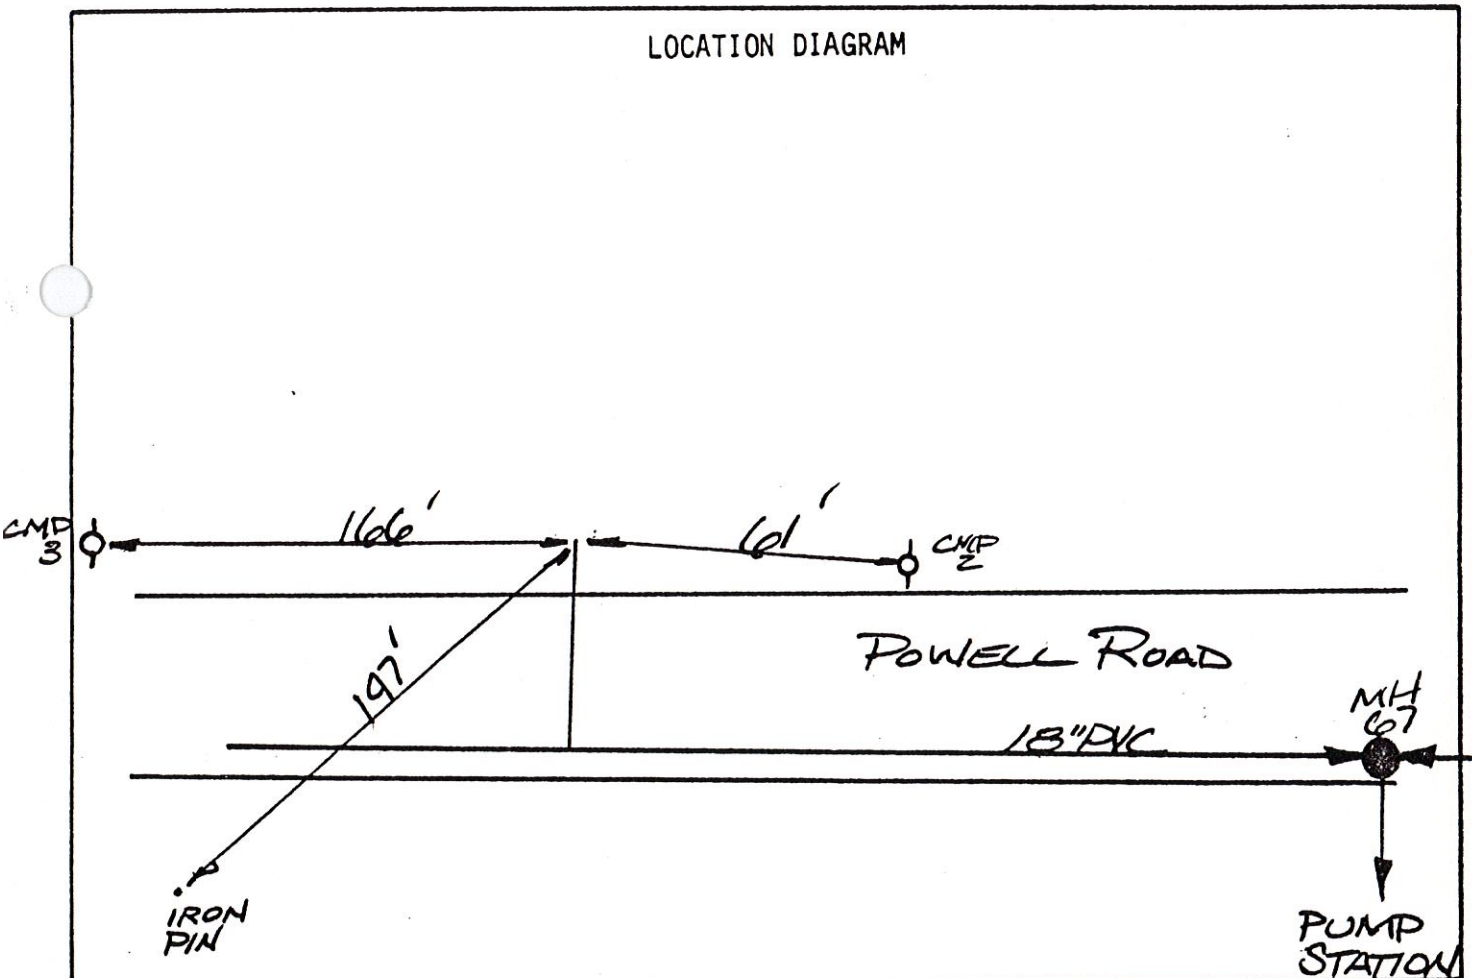 LOCATION DIAGRAM
166'
61'
CMP
3
CMP
2
POWELL ROAD
197'
MH
67
18"PVC
IRON
PIN
PUMP
STATION